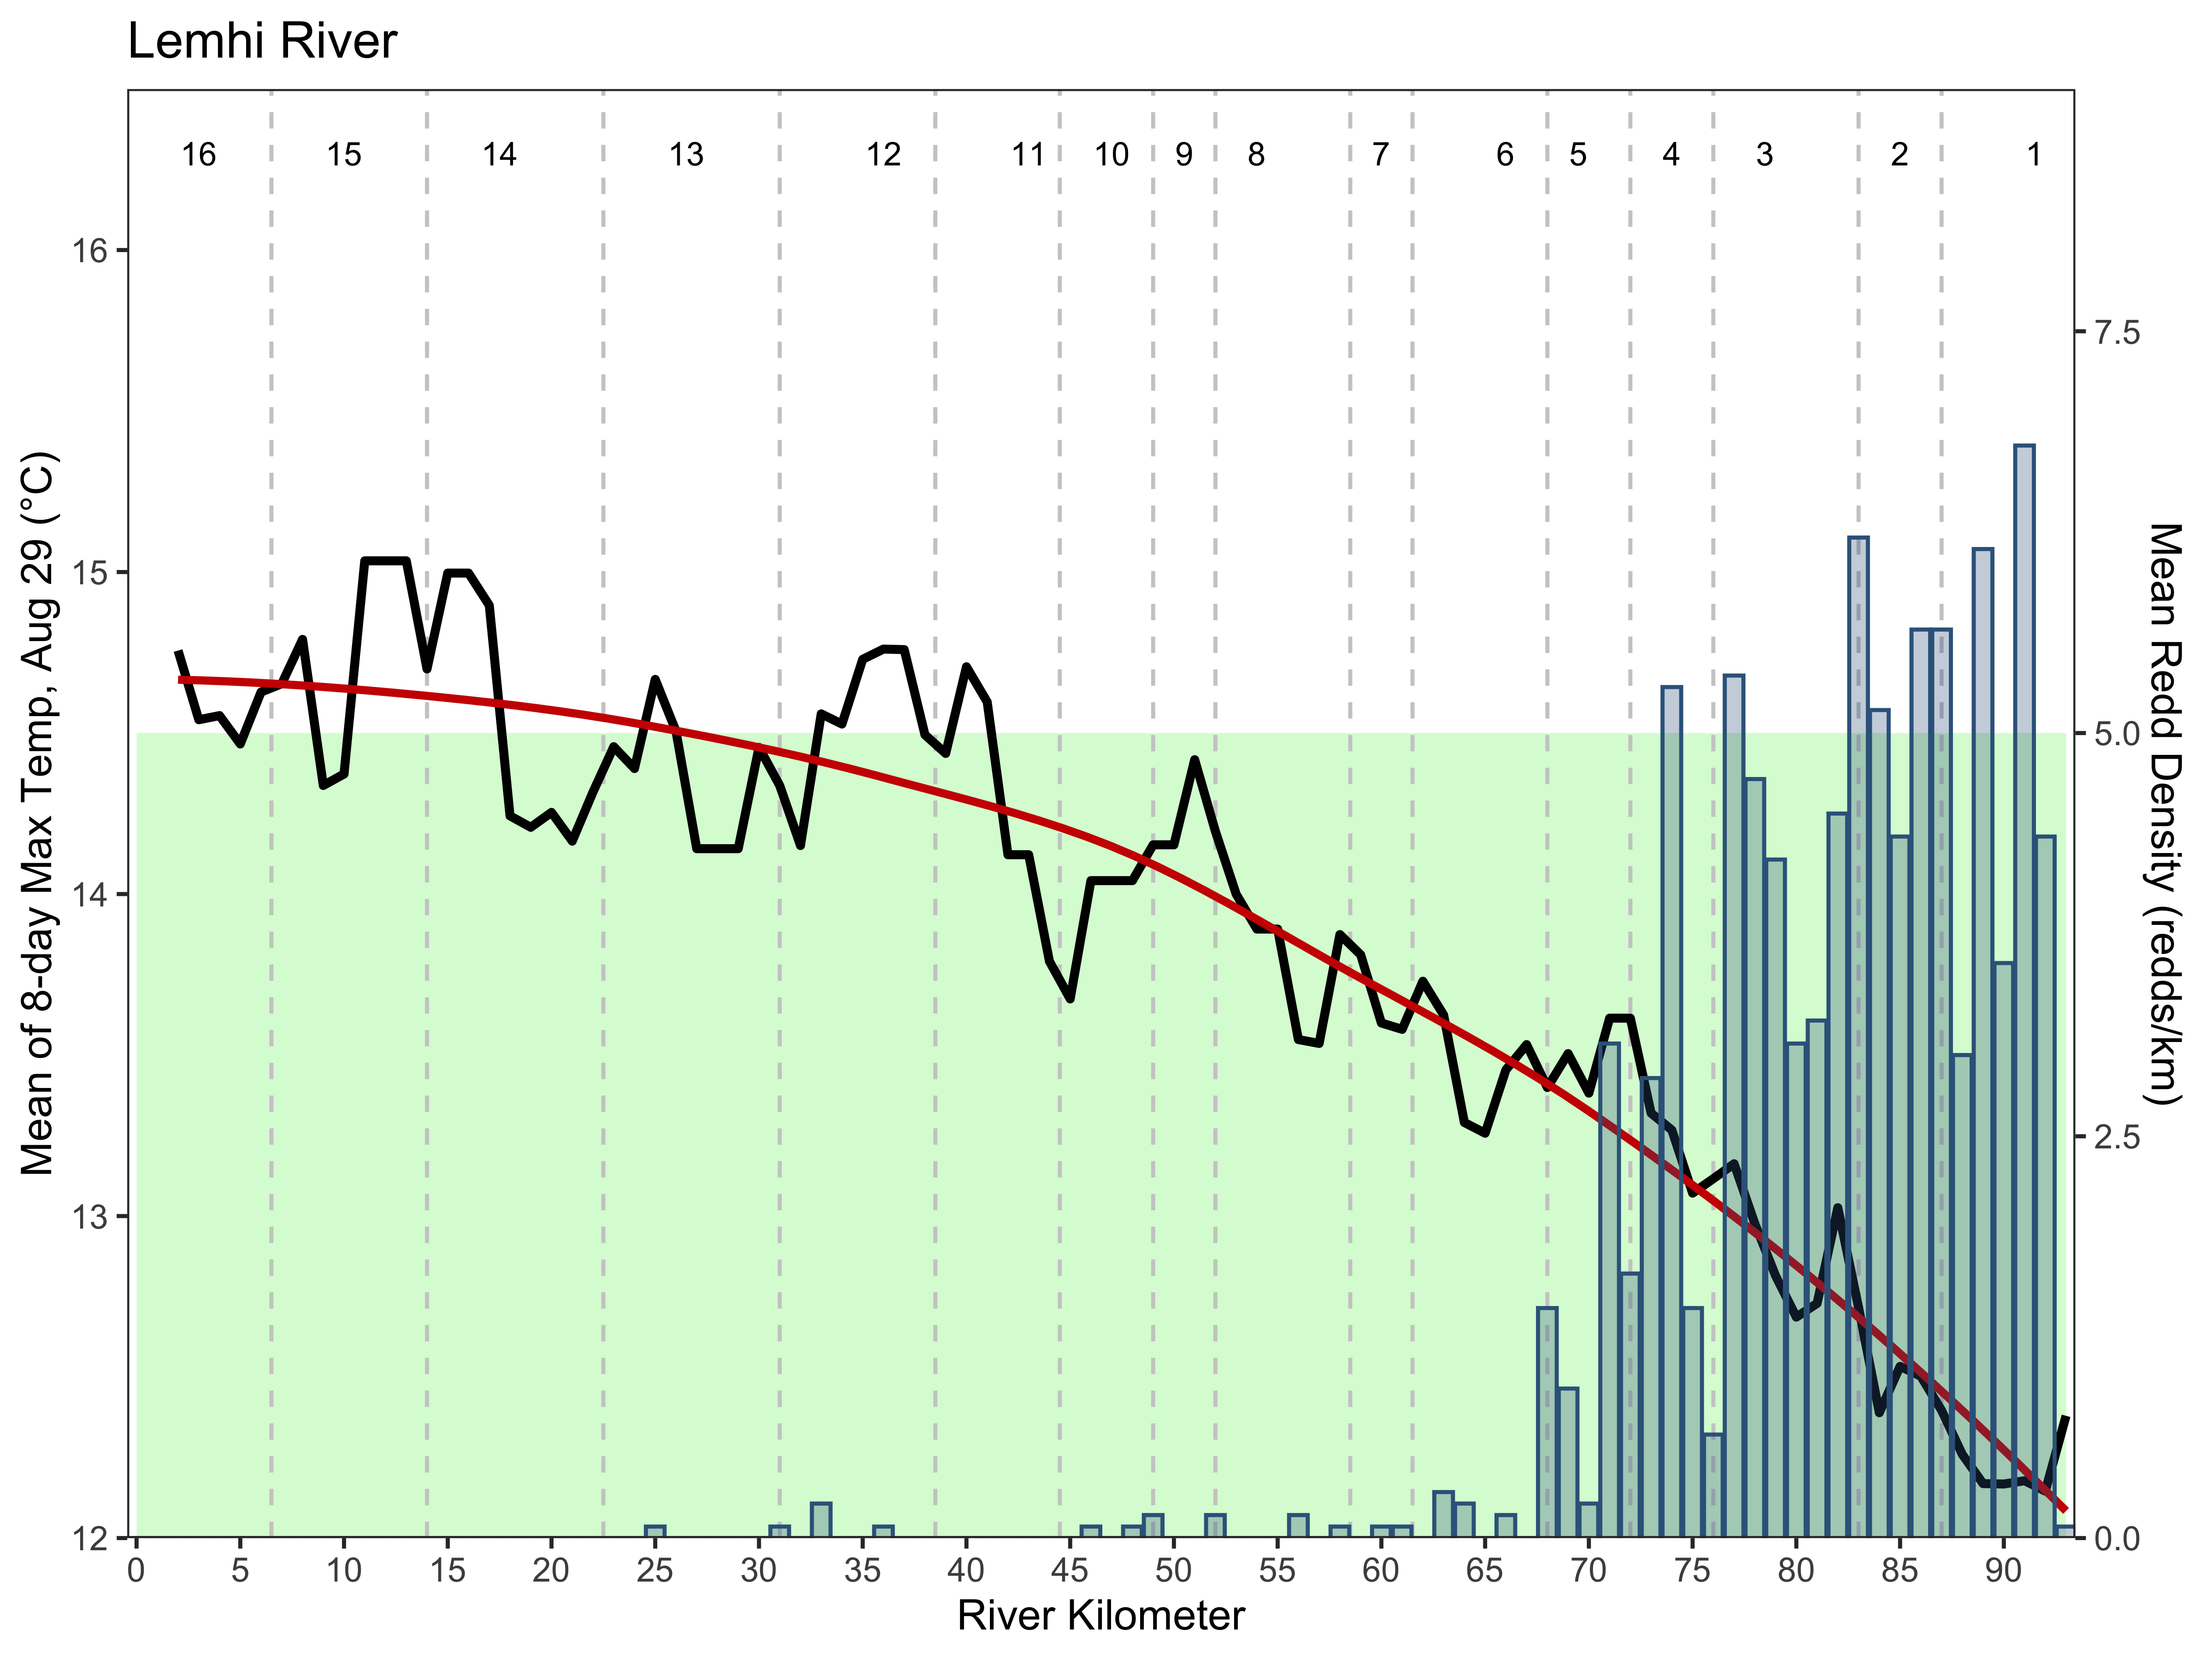 Lemhi River
16 15 14 13 12 11 10 9 8 7 6 5 4 3 2 1
16
15
14
13
12
Mean of 8-day Max Temp, Aug 29 (°C)
7.5
5.0
2.5
0.0
Mean Redd Density (redds/km)
0 5 10 15 20 25 30 35 40 45 50 55 60 65 70 75 80 85 90
River Kilometer